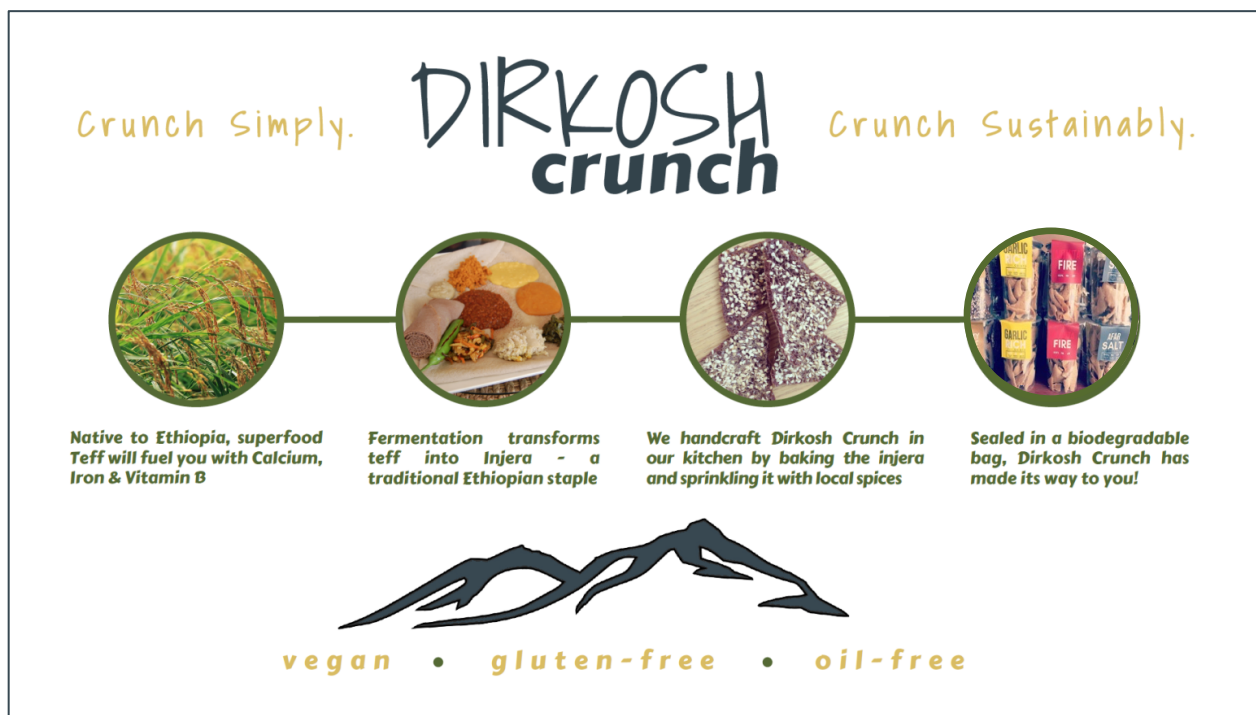 Crunch Simply.
DIRKOSH
crunch
Crunch Sustainably.
Native to Ethiopia, superfood
Teff will fuel you with Calcium,
Iron & Vitamin B
Fermentation transforms
teff into Injera - a
traditional Ethiopian staple
We handcraft Dirkosh Crunch in
our kitchen by baking the injera
and sprinkling it with local spices
Sealed in a biodegradable
bag, Dirkosh Crunch has
made its way to you!
GARLIC
FIRE
GARLIC
FIRE
AFAR
SALT
vegan • gluten-free • oil-free